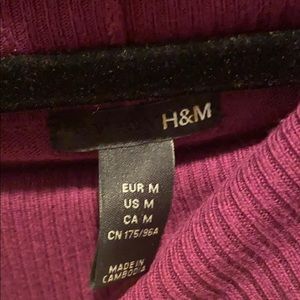 H&M
EUR M
US M
CA M
CN 175/96A
MADE IN
CAMBODIA